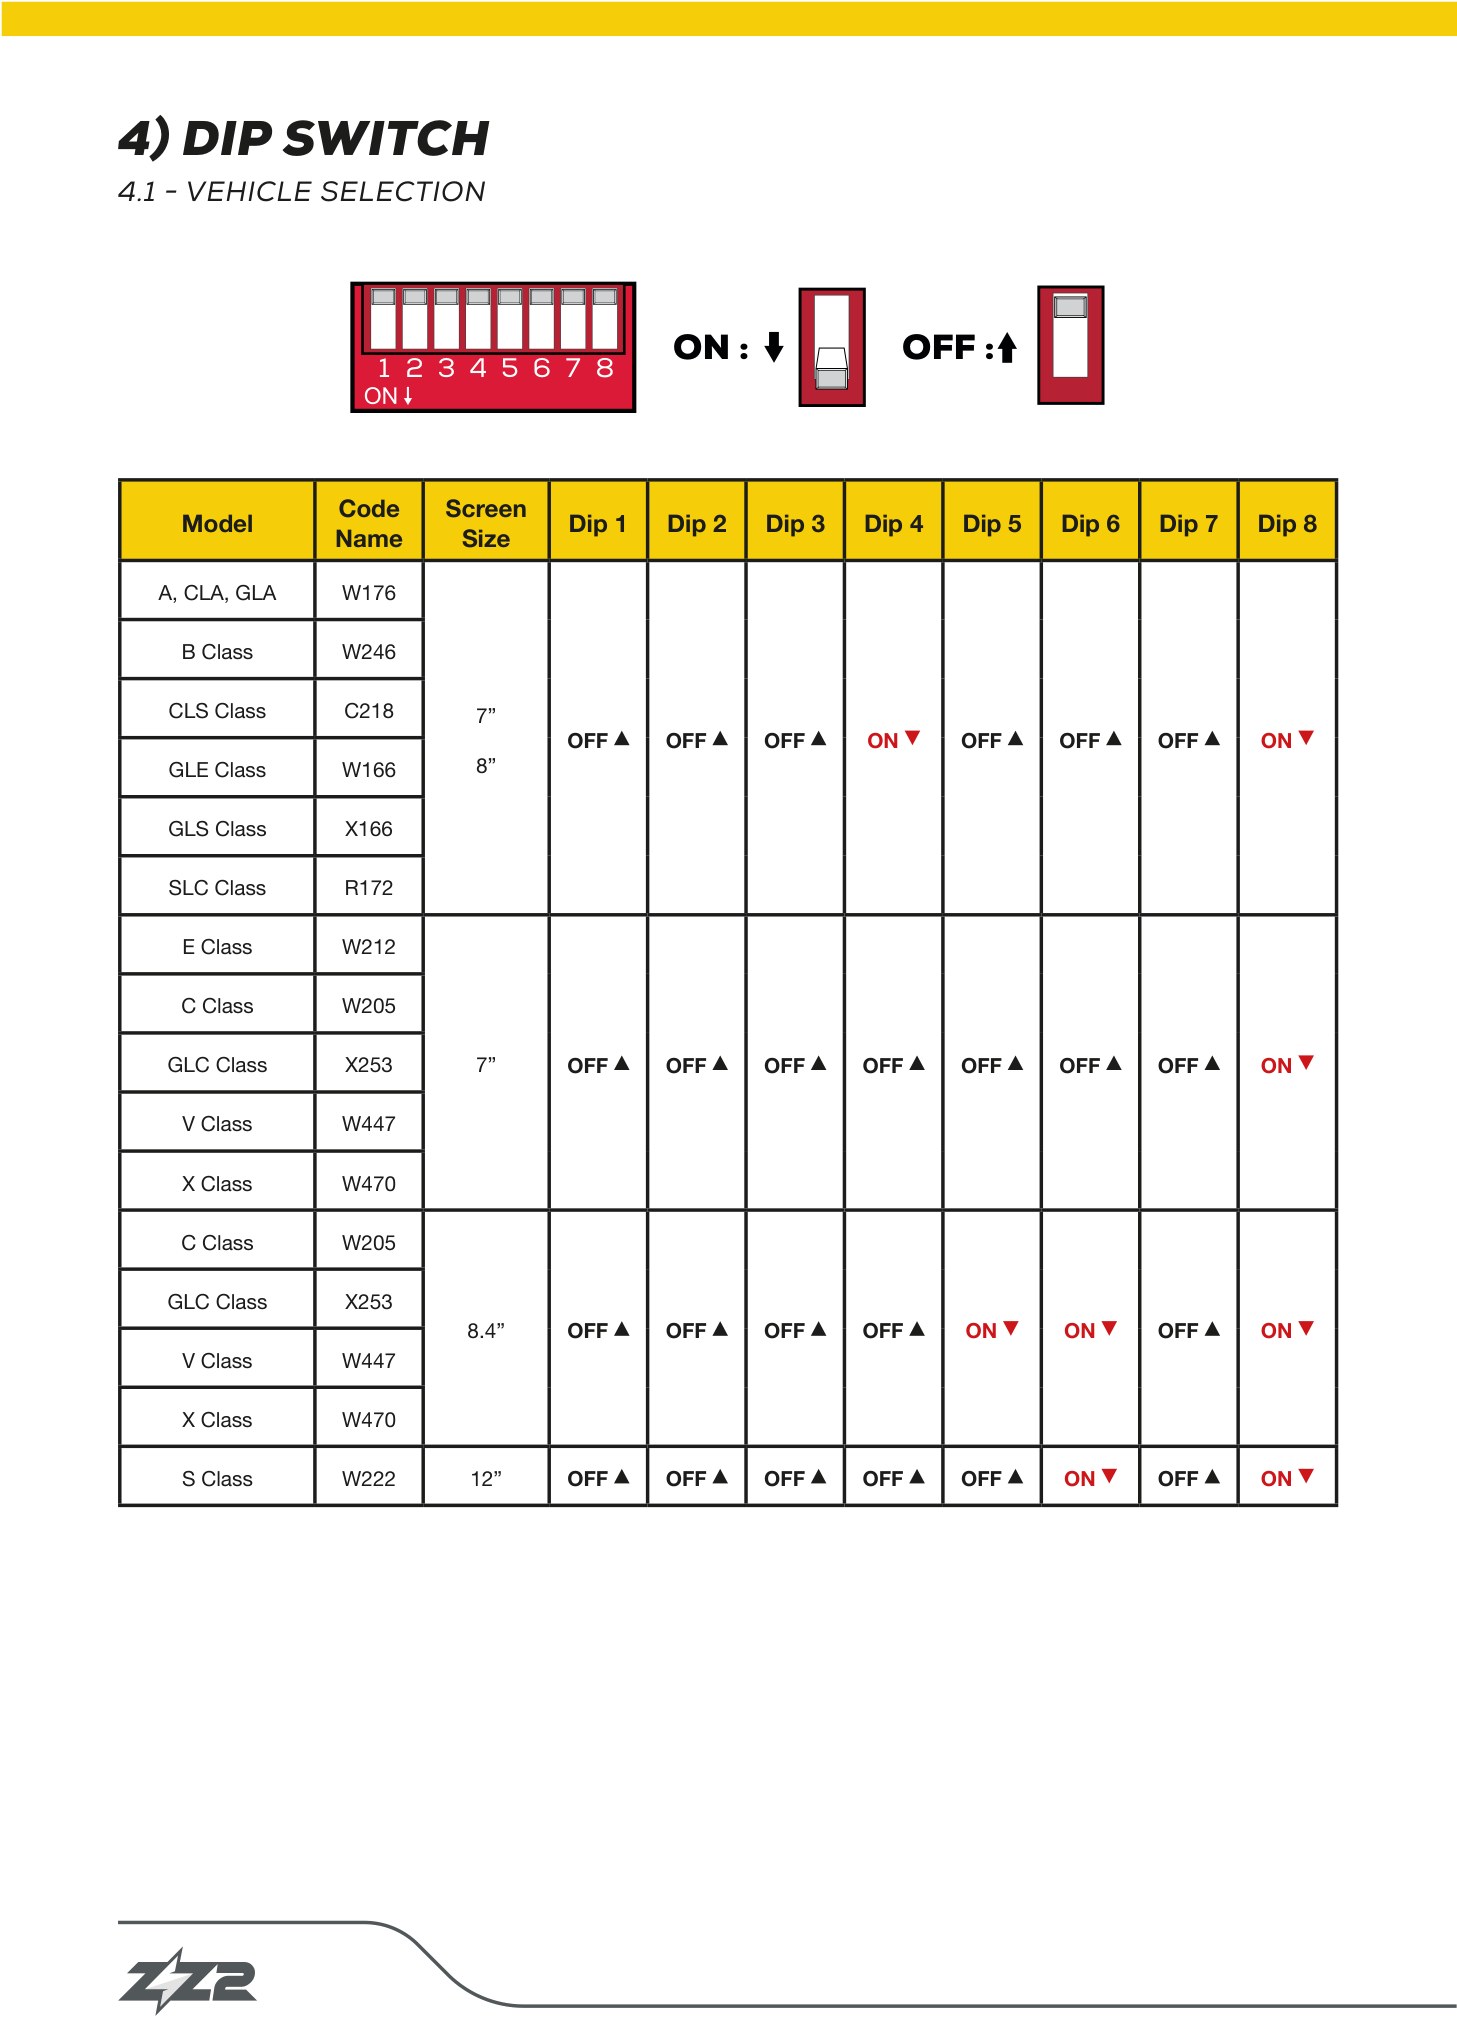 4) DIP SWITCH
4.1 - VEHICLE SELECTION
1 2 3 4 5 6 7 8
ON↓
ON : ⬇
OFF :⬆
Model Code Name Screen Size Dip 1 Dip 2 Dip 3 Dip 4 Dip 5 Dip 6 Dip 7 Dip 8
A, CLA, GLA W176
B Class W246
CLS Class C218
GLE Class W166
GLS Class X166
SLC Class R172
7”
8”
OFF ▲ OFF ▲ OFF ▲ ON ▼ OFF ▲ OFF ▲ OFF ▲ ON ▼
E Class W212
C Class W205
GLC Class X253
V Class W447
X Class W470
7” OFF ▲ OFF ▲ OFF ▲ OFF ▲ OFF ▲ OFF ▲ OFF ▲ ON ▼
C Class W205
GLC Class X253
V Class W447
X Class W470
8.4” OFF ▲ OFF ▲ OFF ▲ OFF ▲ ON ▼ ON ▼ OFF ▲ ON ▼
S Class W222 12” OFF ▲ OFF ▲ OFF ▲ OFF ▲ OFF ▲ ON ▼ OFF ▲ ON ▼
ZZ2